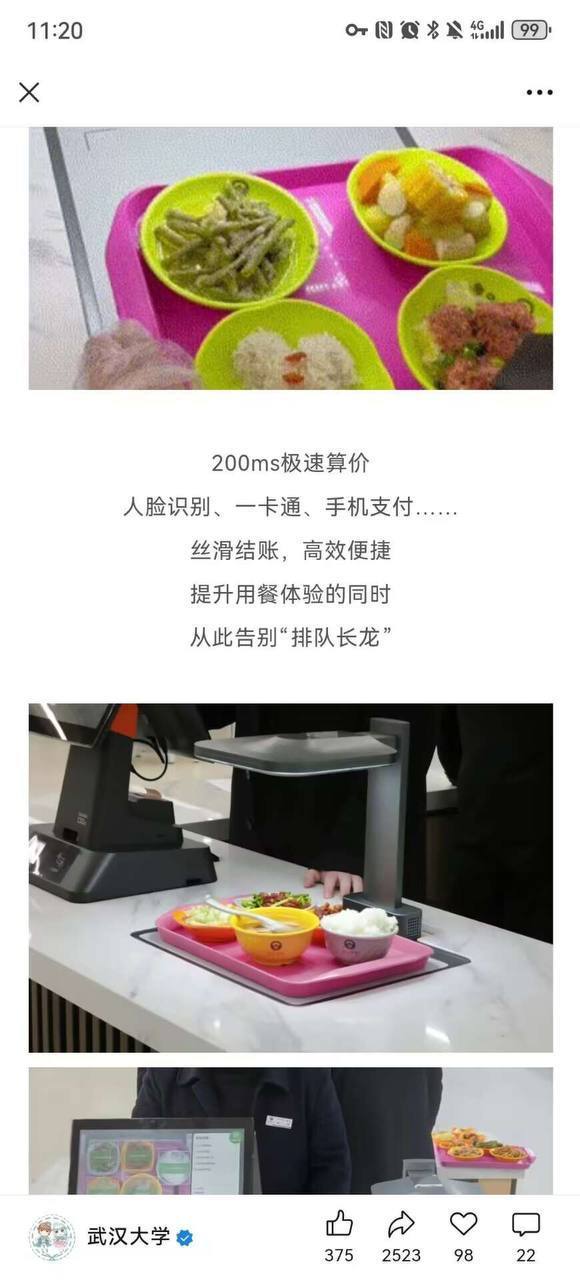 11:20
4G
99
200ms极速算价
人脸识别、一卡通、手机支付……
丝滑结账，高效便捷
提升用餐体验的同时
从此告别“排队长龙”
武汉大学
375
2523
98
22